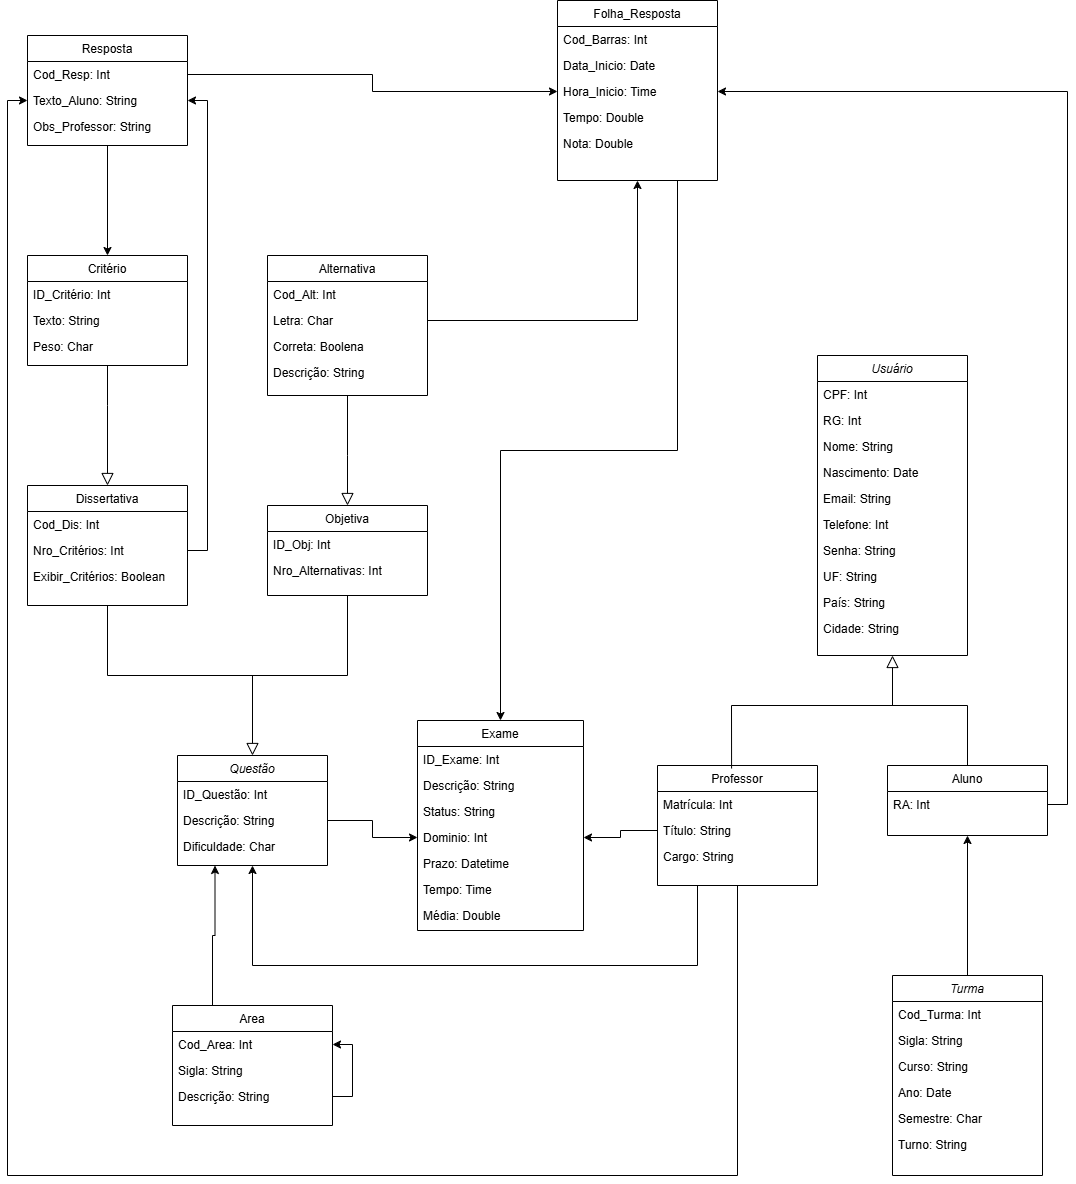 Folha_Resposta
Cod_Barras: Int
Data_Inicio: Date
Hora_Inicio: Time
Tempo: Double
Nota: Double
Resposta
Cod_Resp: Int
Texto_Aluno: String
Obs_Professor: String
Critério
ID_Critério: Int
Texto: String
Peso: Char
Alternativa
Cod_Alt: Int
Letra: Char
Correta: Boolena
Descrição: String
Usuário
CPF: Int
RG: Int
Nome: String
Nascimento: Date
Email: String
Telefone: Int
Senha: String
UF: String
País: String
Cidade: String
Dissertativa
Cod_Dis: Int
Nro_Critérios: Int
Exibir_Critérios: Boolean
Objetiva
ID_Obj: Int
Nro_Alternativas: Int
Questão
ID_Questão: Int
Descrição: String
Dificuldade: Char
Exame
ID_Exame: Int
Descrição: String
Status: String
Dominio: Int
Prazo: Datetime
Tempo: Time
Média: Double
Professor
Matrícula: Int
Título: String
Cargo: String
Aluno
RA: Int
Area
Cod_Area: Int
Sigla: String
Descrição: String
Turma
Cod_Turma: Int
Sigla: String
Curso: String
Ano: Date
Semestre: Char
Turno: String